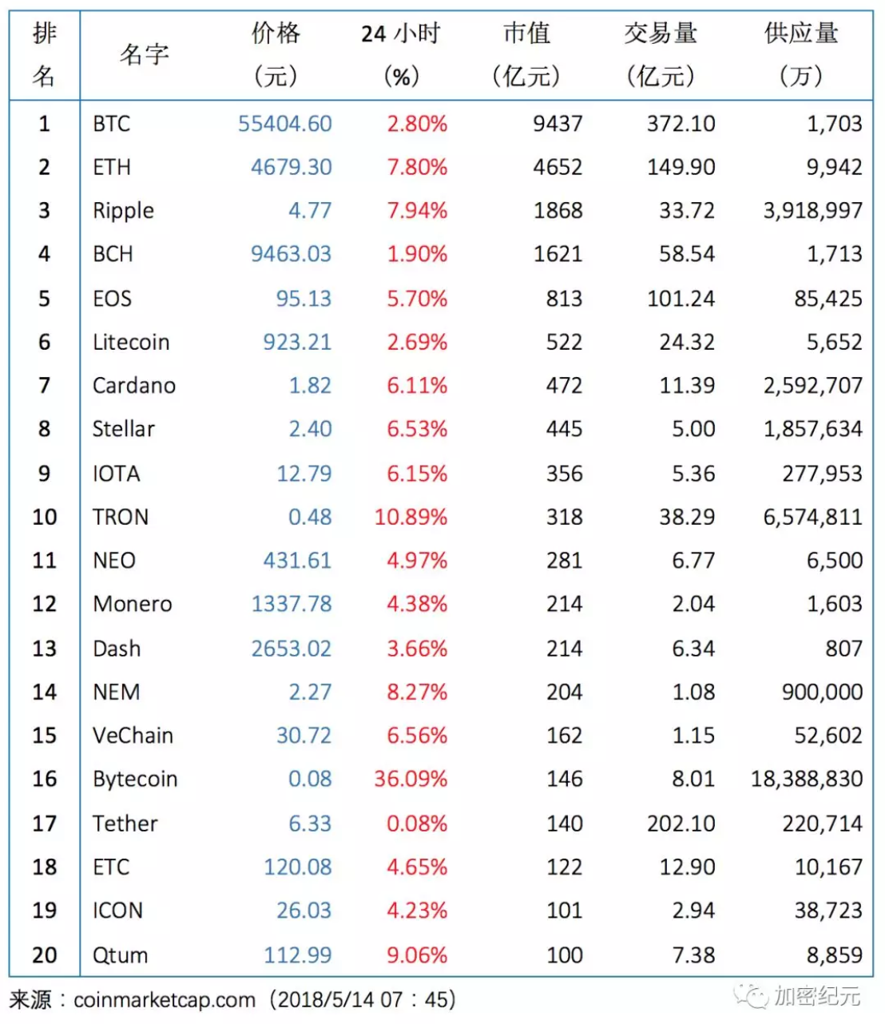 排名 名字 价格（元） 24 小时（%） 市值（亿元） 交易量（亿元） 供应量（万）
1 BTC 55404.60 2.80% 9437 372.10 1,703
2 ETH 4679.30 7.80% 4652 149.90 9,942
3 Ripple 4.77 7.94% 1868 33.72 3,918,997
4 BCH 9463.03 1.90% 1621 58.54 1,713
5 EOS 95.13 5.70% 813 101.24 85,425
6 Litecoin 923.21 2.69% 522 24.32 5,652
7 Cardano 1.82 6.11% 472 11.39 2,592,707
8 Stellar 2.40 6.53% 445 5.00 1,857,634
9 IOTA 12.79 6.15% 356 5.36 277,953
10 TRON 0.48 10.89% 318 38.29 6,574,811
11 NEO 431.61 4.97% 281 6.77 6,500
12 Monero 1337.78 4.38% 214 2.04 1,603
13 Dash 2653.02 3.66% 214 6.34 807
14 NEM 2.27 8.27% 204 1.08 900,000
15 VeChain 30.72 6.56% 162 1.15 52,602
16 Bytecoin 0.08 36.09% 146 8.01 18,388,830
17 Tether 6.33 0.08% 140 202.10 220,714
18 ETC 120.08 4.65% 122 12.90 10,167
19 ICON 26.03 4.23% 101 2.94 38,723
20 Qtum 112.99 9.06% 100 7.38 8,859
来源：coinmarketcap.com（2018/5/14 07：45）
加密纪元